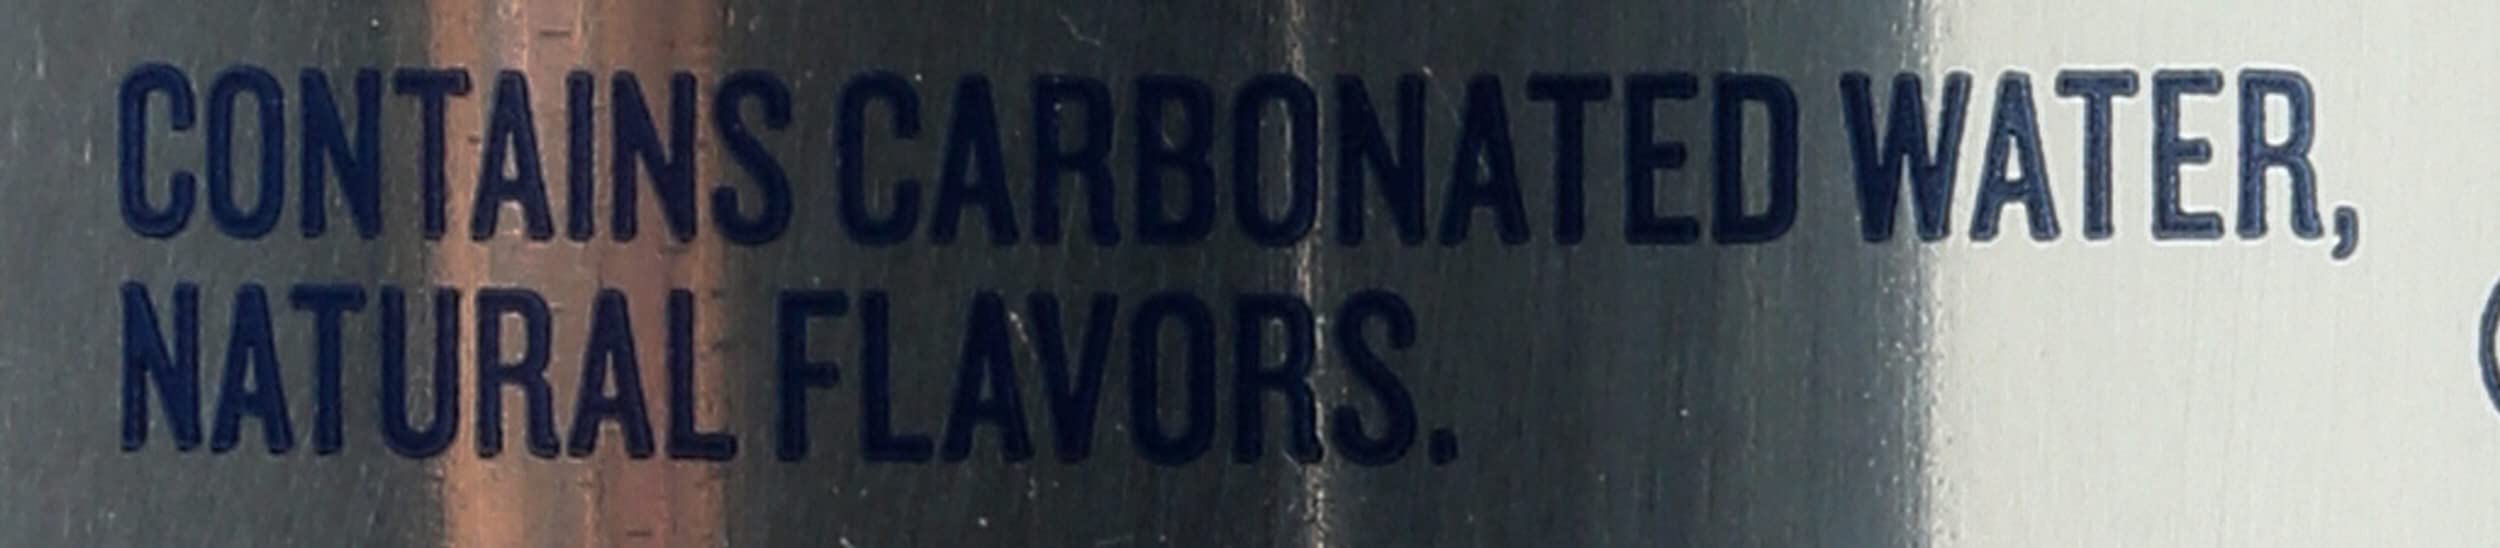 CONTAINS CARBONATED WATER,
NATURAL FLAVORS.